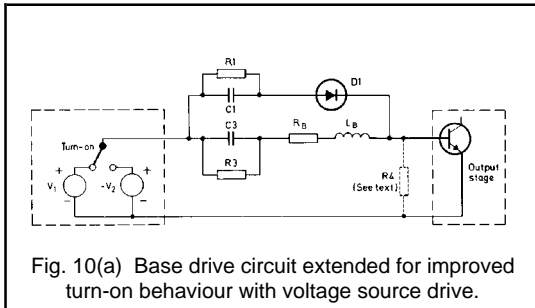 R1
C1
D1
C3
RB
LB
R3
Turn-on
+
V1
-
+
-V2
-
R4
(See text)
Output
stage
Fig. 10(a) Base drive circuit extended for improved
turn-on behaviour with voltage source drive.